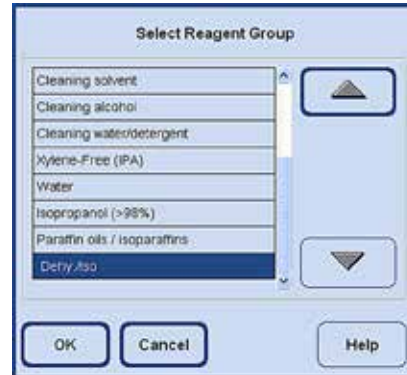 Select Reagent Group
Cleaning solvent
Cleaning alcohol
Cleaning water/detergent
Xylene-Free (IPA)
Water
Isopropanol (>98%)
Paraffin oils / isoparaffins
Dehy./Iso
OK
Cancel
Help